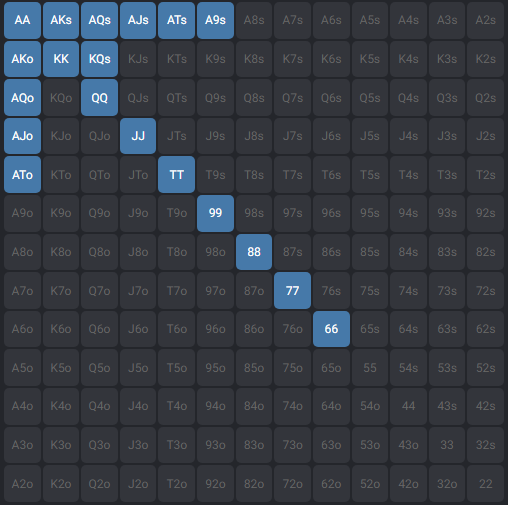 AA AKs AQs AJs ATs A9s A8s A7s A6s A5s A4s A3s A2s
AKo KK KQs KJs KTs K9s K8s K7s K6s K5s K4s K3s K2s
AQo KQo QQ QJs QTs Q9s Q8s Q7s Q6s Q5s Q4s Q3s Q2s
AJo KJo QJo JJ JTs J9s J8s J7s J6s J5s J4s J3s J2s
ATo KTo QTo JTo TT T9s T8s T7s T6s T5s T4s T3s T2s
A9o K9o Q9o J9o T9o 99 98s 97s 96s 95s 94s 93s 92s
A8o K8o Q8o J8o T8o 98o 88 87s 86s 85s 84s 83s 82s
A7o K7o Q7o J7o T7o 97o 87o 77 76s 75s 74s 73s 72s
A6o K6o Q6o J6o T6o 96o 86o 76o 66 65s 64s 63s 62s
A5o K5o Q5o J5o T5o 95o 85o 75o 65o 55 54s 53s 52s
A4o K4o Q4o J4o T4o 94o 84o 74o 64o 54o 44 43s 42s
A3o K3o Q3o J3o T3o 93o 83o 73o 63o 53o 43o 33 32s
A2o K2o Q2o J2o T2o 92o 82o 72o 62o 52o 42o 32o 22